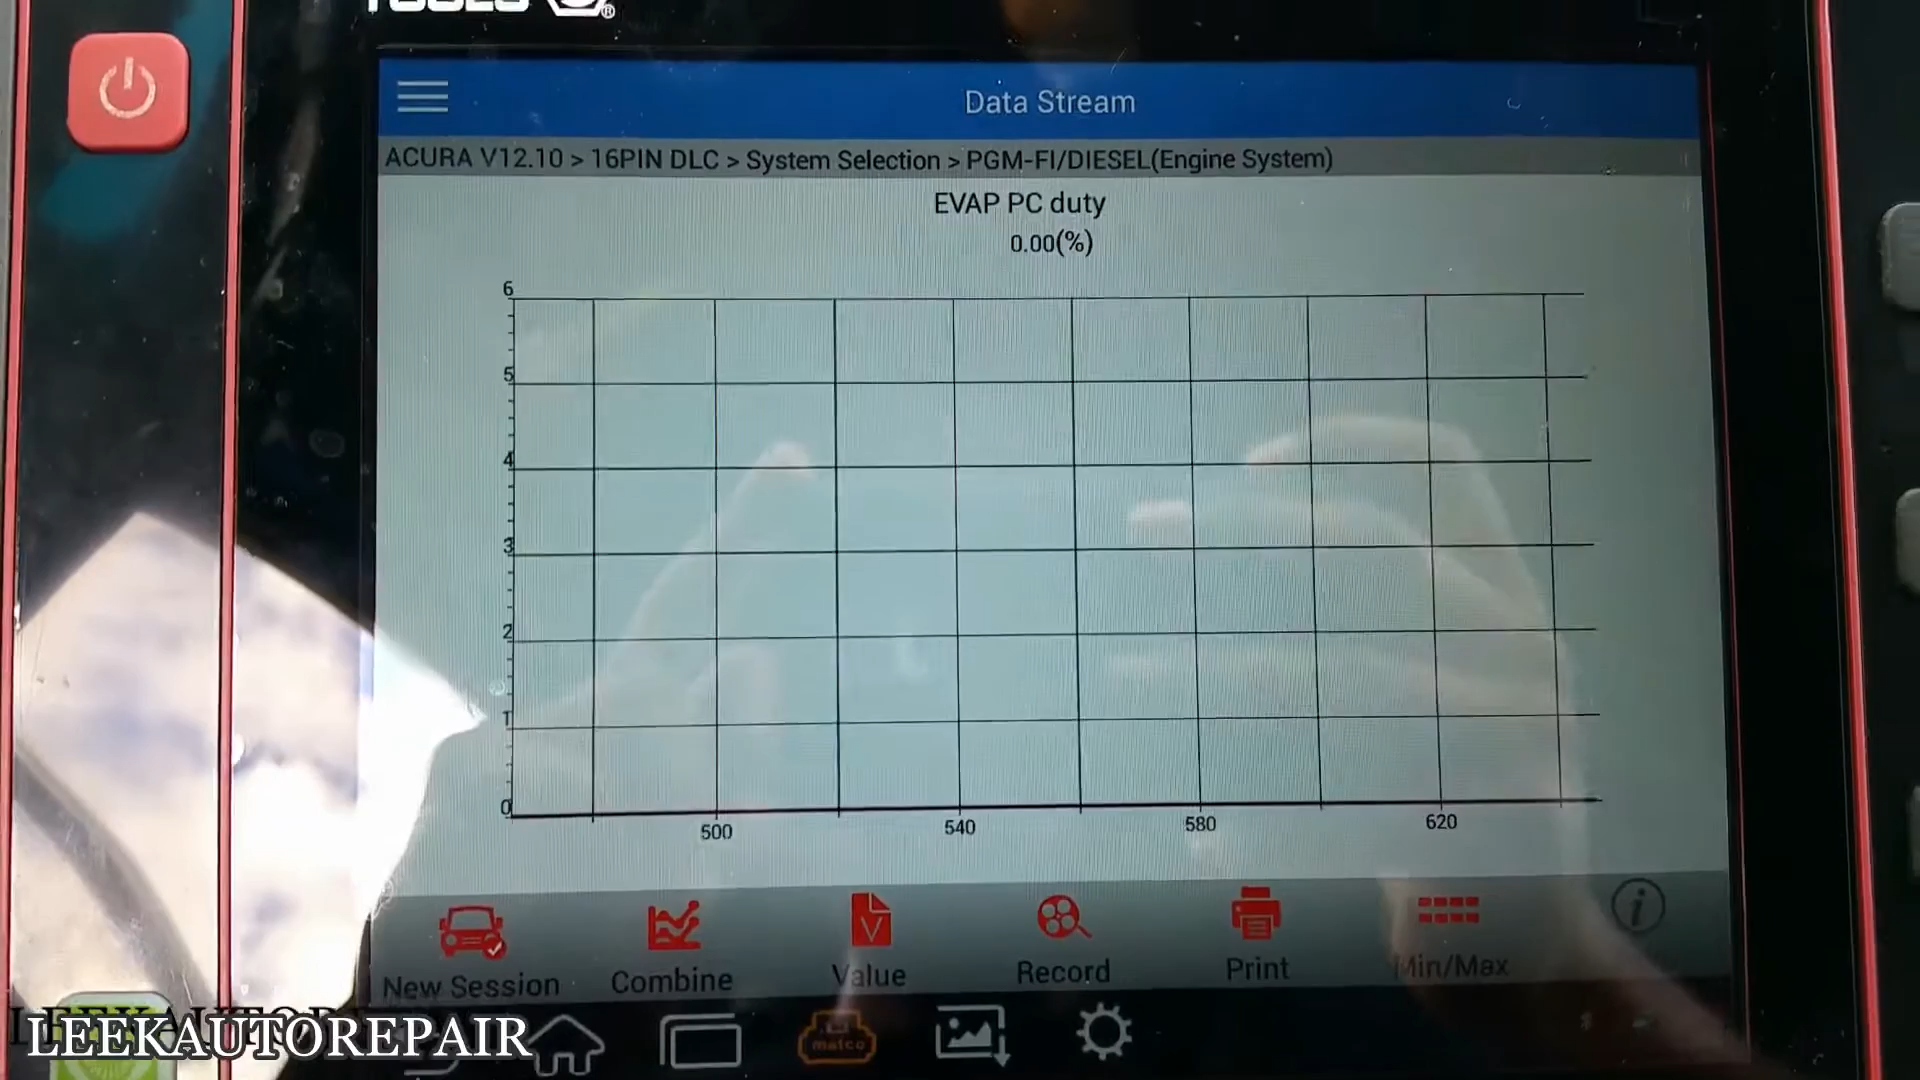 TOOLS ®
Data Stream
ACURA V12.10 > 16PIN DLC > System Selection > PGM-FI/DIESEL(Engine System)
EVAP PC duty
0.00(%)
6
5
4
3
2
1
0
500 540 580 620
New Session Combine Value Record Print Min/Max
matco
LEEKAUTOREPAIR